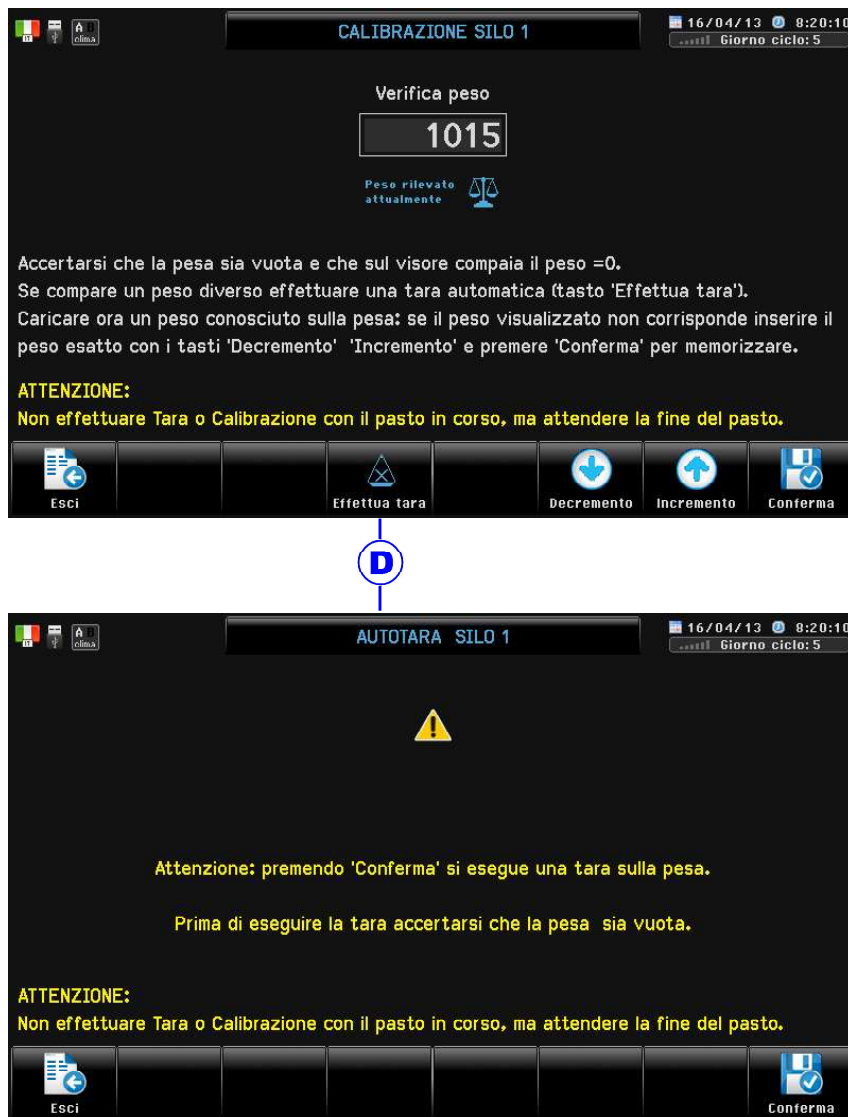 IT
A B
clima
CALIBRAZIONE SILO 1
16/04/13 8:20:10
Giorno ciclo: 5
Verifica peso
1015
Peso rilevato
attualmente
Accertarsi che la pesa sia vuota e che sul visore compaia il peso =0.
Se compare un peso diverso effettuare una tara automatica (tasto 'Effettua tara').
Caricare ora un peso conosciuto sulla pesa: se il peso visualizzato non corrisponde inserire il
peso esatto con i tasti 'Decremento' 'Incremento' e premere 'Conferma' per memorizzare.
ATTENZIONE:
Non effettuare Tara o Calibrazione con il pasto in corso, ma attendere la fine del pasto.
Esci
Effettua tara
Decremento
Incremento
Conferma
D
IT
A B
clima
AUTOTARA SILO 1
16/04/13 8:20:10
Giorno ciclo: 5
Attenzione: premendo 'Conferma' si esegue una tara sulla pesa.
Prima di eseguire la tara accertarsi che la pesa sia vuota.
ATTENZIONE:
Non effettuare Tara o Calibrazione con il pasto in corso, ma attendere la fine del pasto.
Esci
Conferma